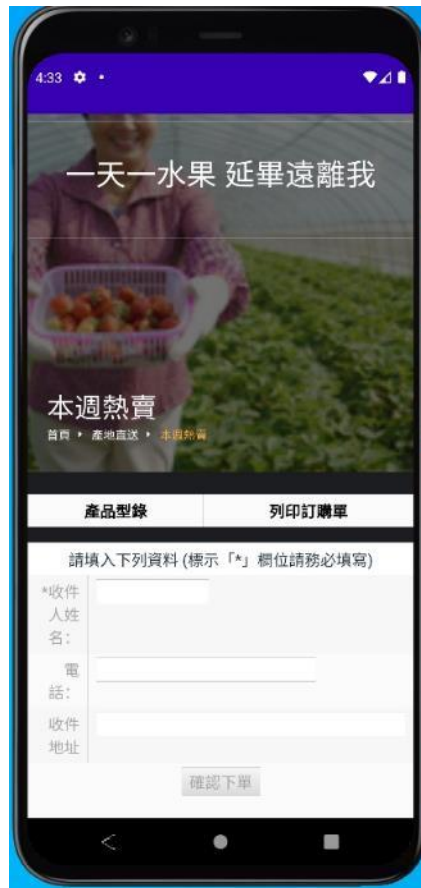 4:33
一天一水果 延畢遠離我
本週熱賣
首頁 ‣ 產地直送 ‣ 本週熱賣
產品型錄 列印訂購單
請填入下列資料 (標示「*」欄位請務必填寫)
*收件
人姓
名:
電
話:
收件
地址
確認下單